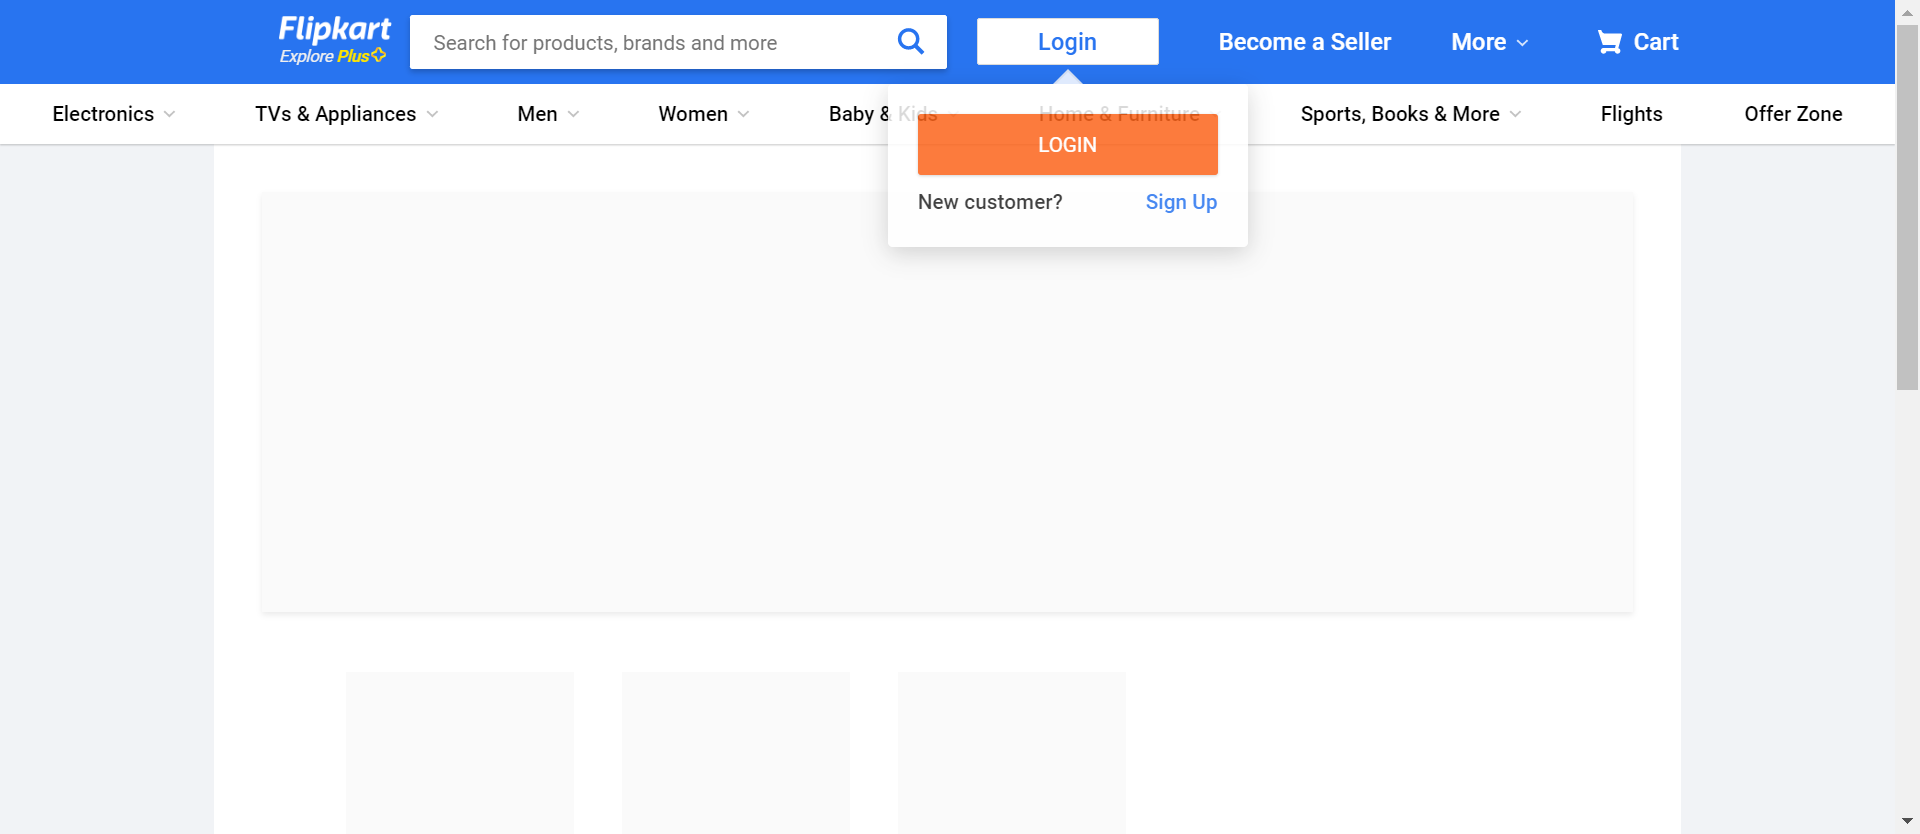 Flipkart
Explore Plus
Search for products, brands and more
Login
Become a Seller
More
Cart
Electronics
TVs & Appliances
Men
Women
Baby & Kids
Home & Furniture
Sports, Books & More
Flights
Offer Zone
LOGIN
New customer?
Sign Up